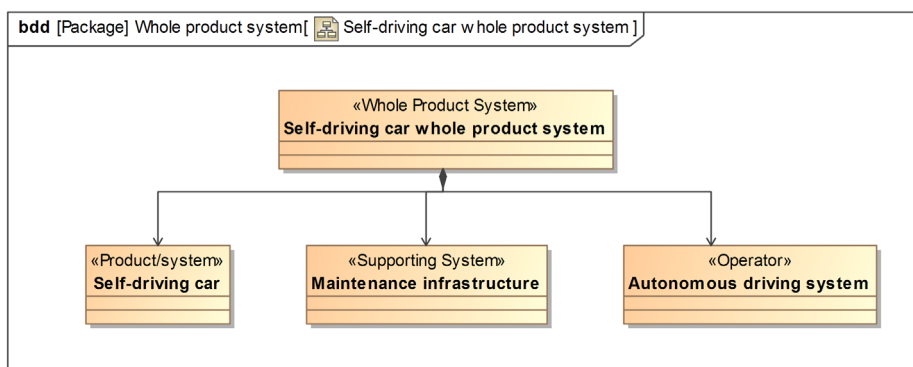 bdd [Package] Whole product system[ Self-driving car whole product system ]
«Whole Product System»
Self-driving car whole product system
«Product/system»
Self-driving car
«Supporting System»
Maintenance infrastructure
«Operator»
Autonomous driving system